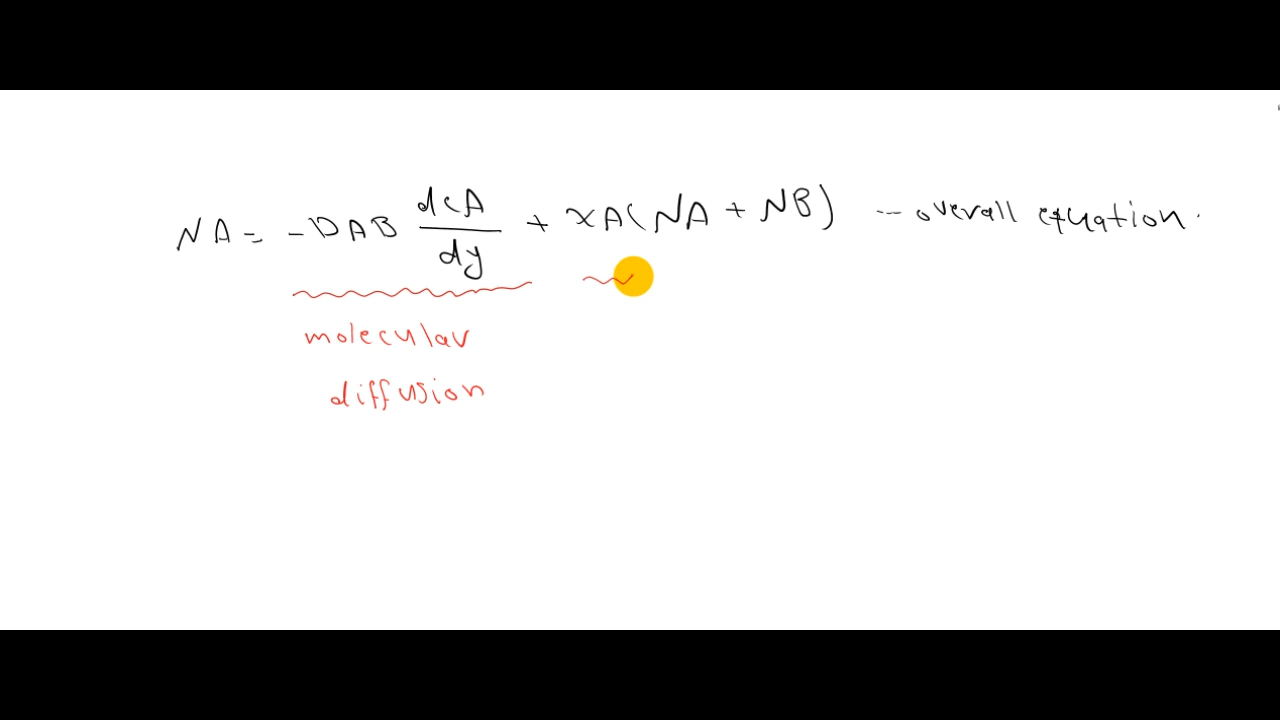 NA = -DAB dCA/dy + xA(NA + NB) -- overall equation.
molecular
diffusion